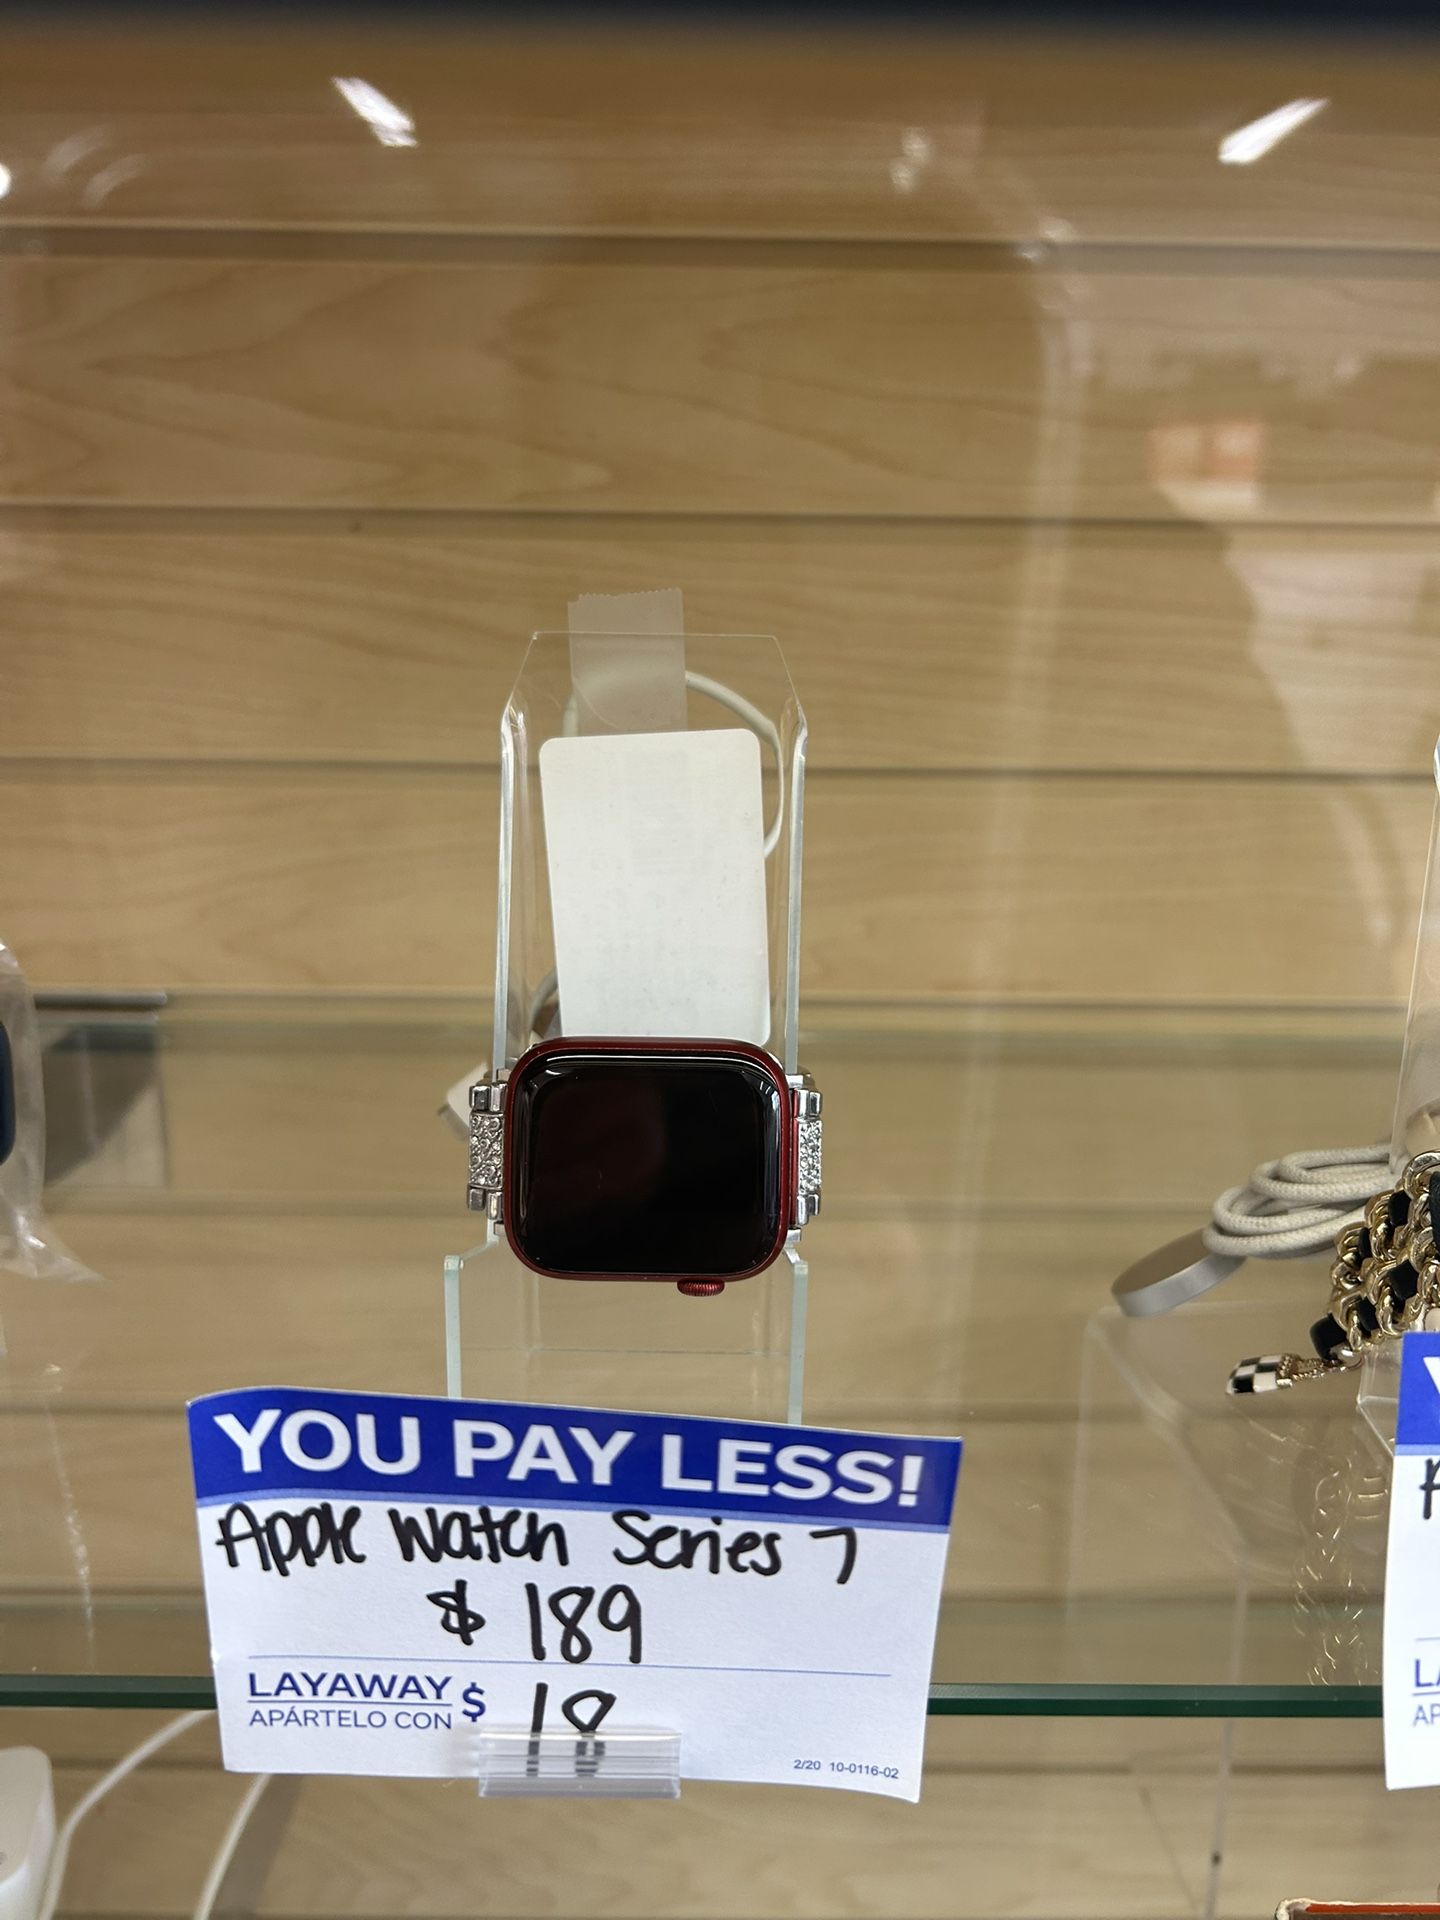 YOU PAY LESS!
Apple Watch Series 7
$ 189
LAYAWAY $ 18
APÁRTELO CON
2/20 10-0116-02